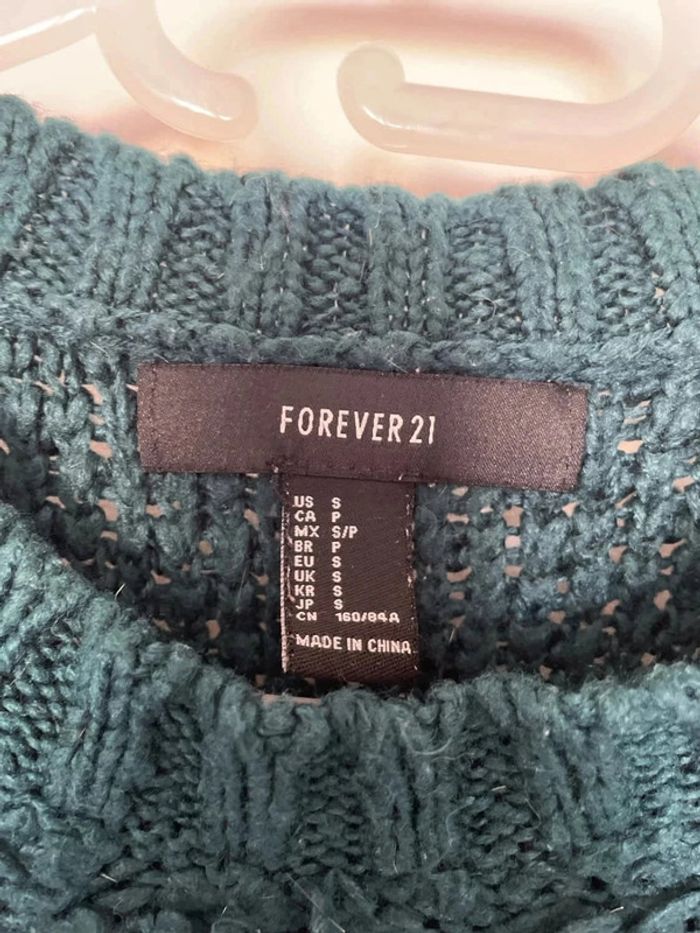 FOREVER 21
US S
CA P
MX S/P
BR P
EU S
UK S
KR S
JP S
CN 160/84A
MADE IN CHINA